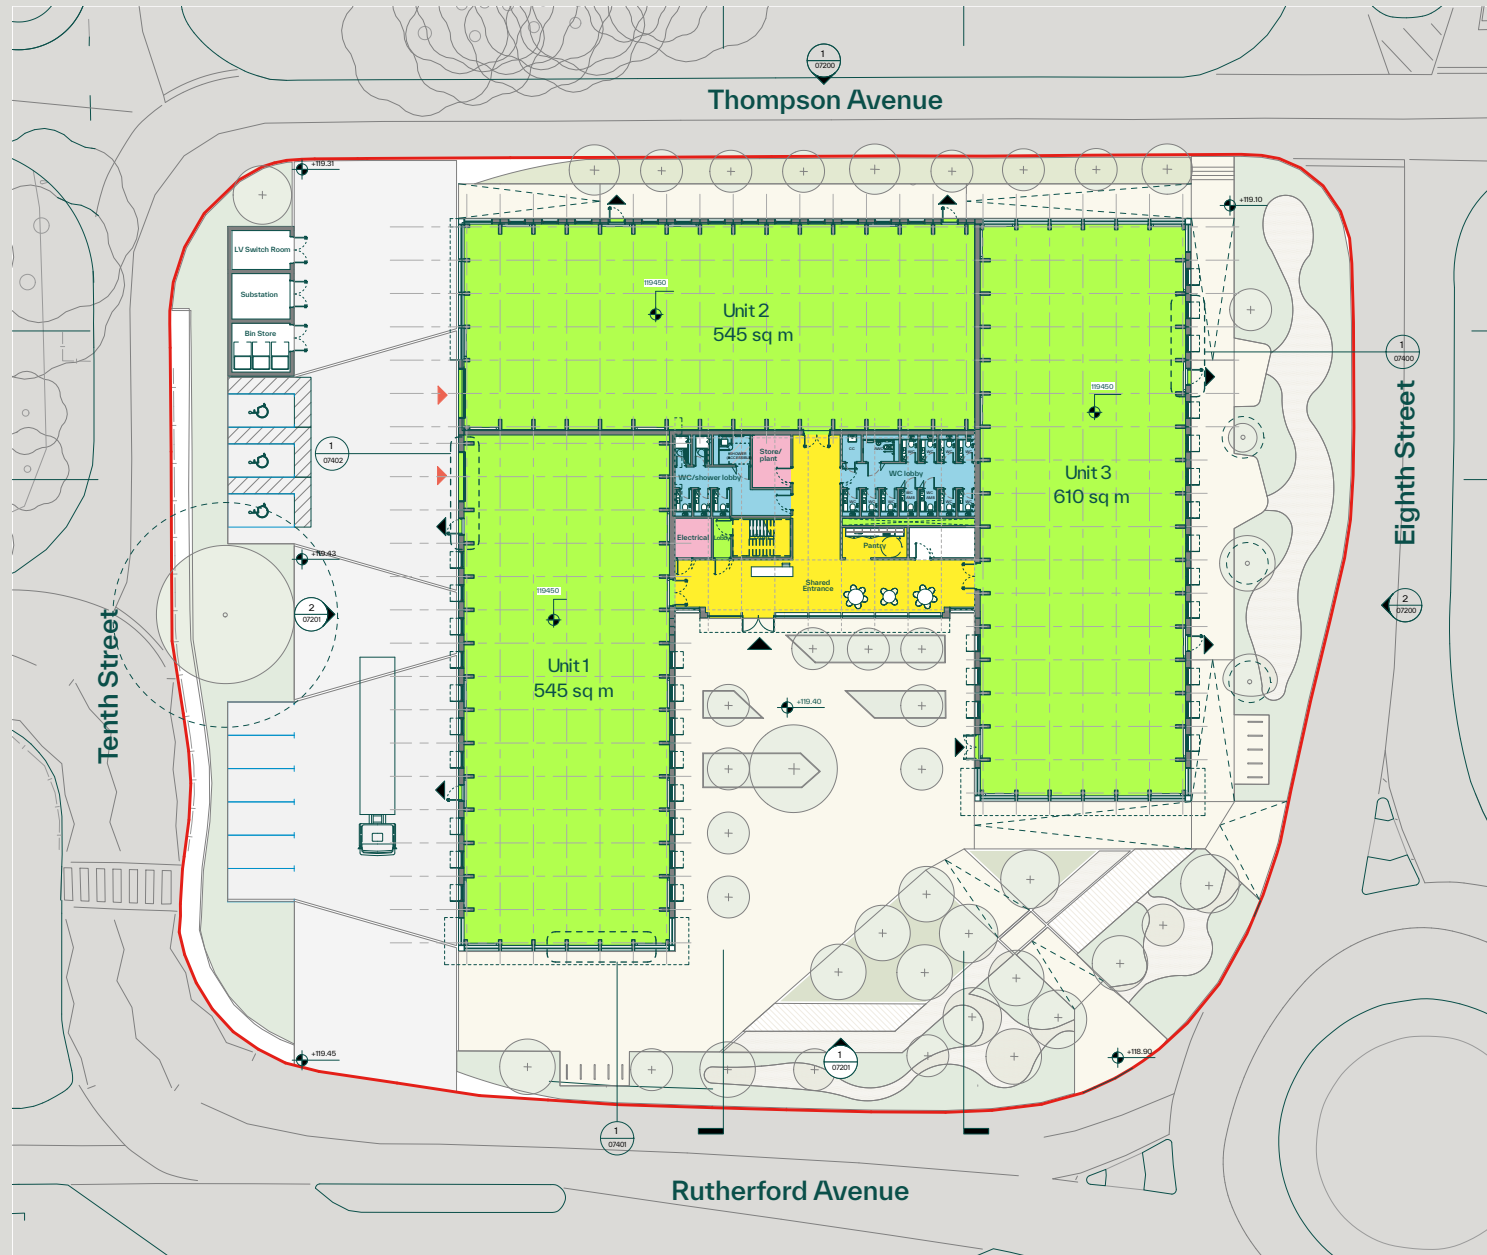 1
07200
Thompson Avenue
+119.31
+119.10
LV Switch Room
Substation
Bin Store
119450
Unit 2
545 sq m
1
07400
119450
Eighth Street
1
07402
Store/
plant
WC/shower lobby
CC
WC lobby
Unit 3
610 sq m
Electrical
Lobby
Pantry
+119.43
Shared
Entrance
119450
2
07201
2
07200
Tenth Street
Unit 1
545 sq m
+119.40
+119.45
+118.90
1
07201
1
07401
Rutherford Avenue